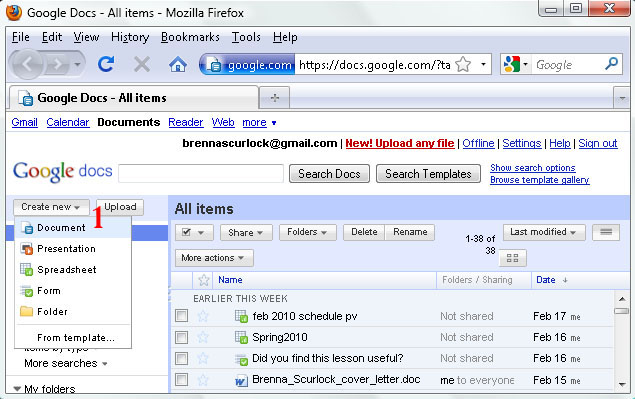 Google Docs - All items - Mozilla Firefox
File Edit View History Bookmarks Tools Help
google.com https://docs.google.com/?ta Google
Google Docs - All items
Gmail Calendar Documents Reader Web more ▾
brennascurlock@gmail.com | New! Upload any file | Offline | Settings | Help | Sign out
Google docs Search Docs Search Templates Show search options
Browse template gallery
Create new ▾ 1 Upload All items
Document Share ▾ Folders ▾ Delete Rename 1-38 of 38 Last modified ▾
Presentation
Spreadsheet More actions ▾
Form Name Folders / Sharing Date ↓
Folder EARLIER THIS WEEK
feb 2010 schedule pv Not shared Feb 17 me
From template... Spring2010 Not shared Feb 16 me
Items by type Did you find this lesson useful? Not shared Feb 16 me
More searches ▾ Brenna_Scurlock_cover_letter.doc me to everyone Feb 15 me
My folders